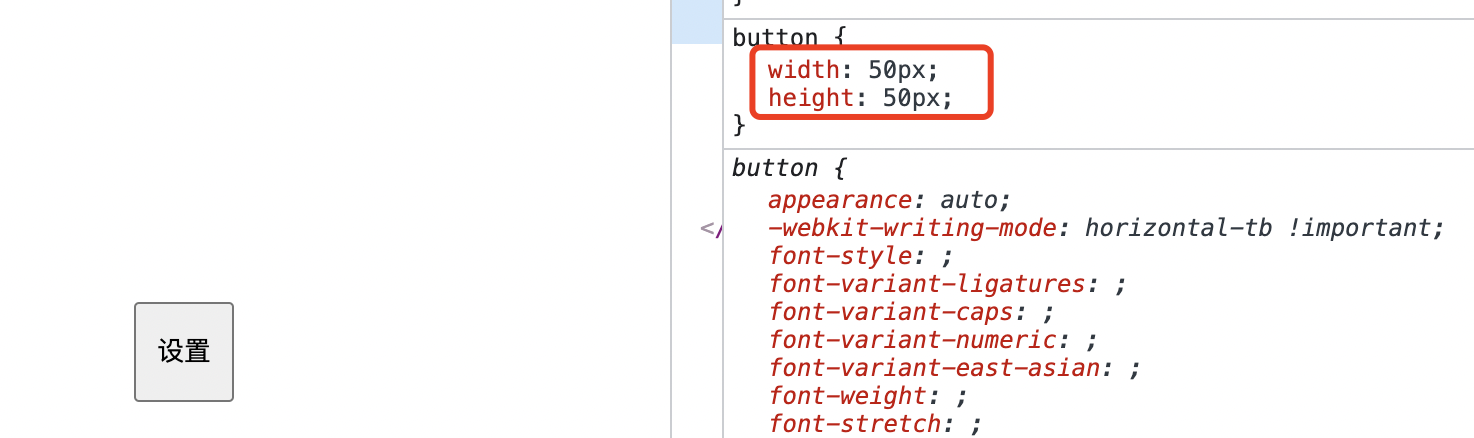 button {
width: 50px;
height: 50px;
}
button {
appearance: auto;
-webkit-writing-mode: horizontal-tb !important;
font-style: ;
font-variant-ligatures: ;
font-variant-caps: ;
font-variant-numeric: ;
font-variant-east-asian: ;
font-weight: ;
font-stretch: ;
</
设置